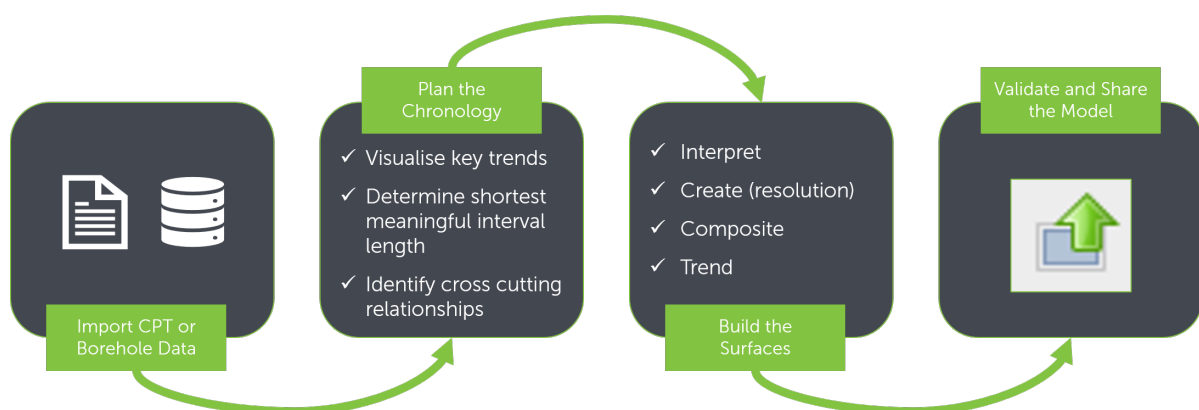 Import CPT or
Borehole Data
Plan the
Chronology
✓ Visualise key trends
✓ Determine shortest
meaningful interval
length
✓ Identify cross cutting
relationships
✓ Interpret
✓ Create (resolution)
✓ Composite
✓ Trend
Build the
Surfaces
Validate and Share
the Model